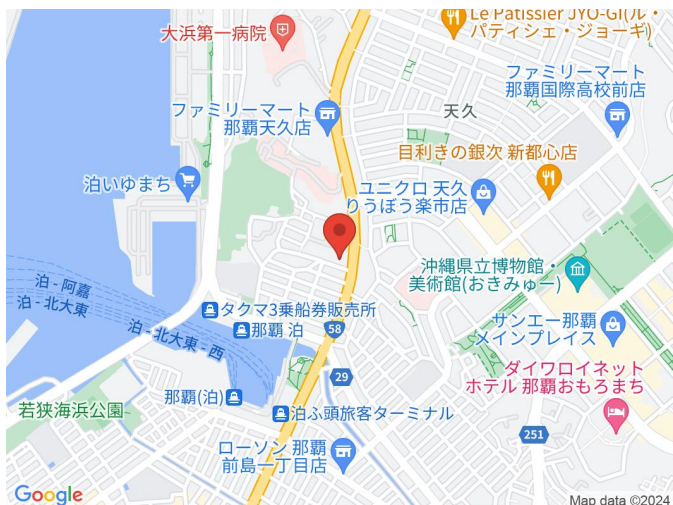 Le Patissier JYO-GI(ル・
パティシェ・ジョーギ)
大浜第一病院
ファミリーマート
那覇国際高校前店
ファミリーマート
那覇天久店
天久
目利きの銀次 新都心店
泊いゆまち
ユニクロ 天久
りうぼう楽市店
沖縄県立博物館・
美術館(おきみゅー)
泊 - 阿嘉
泊 - 北大東
泊 - 北大東 - 西
タクマ3乗船券販売所
那覇 泊
58
サンエー那覇
メインプレイス
ダイワロイネット
ホテル 那覇おもろまち
29
那覇(泊)
若狭海浜公園
泊ふ頭旅客ターミナル
251
ローソン 那覇
前島一丁目店
Google
Map data ©2024